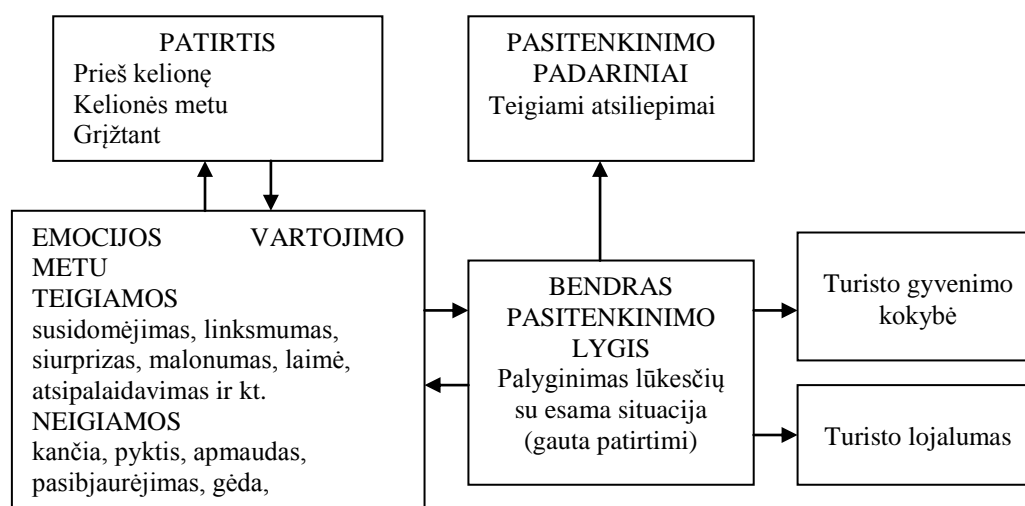 PATIRTIS
Prieš kelionę
Kelionės metu
Grįžtant
PASITENKINIMO
PADARINIAI
Teigiami atsiliepimai
EMOCIJOS VARTOJIMO
METU
TEIGIAMOS
susidomėjimas, linksmumas,
siurprizas, malonumas, laimė,
atsipalaidavimas ir kt.
NEIGIAMOS
kančia, pyktis, apmaudas,
pasibjaurėjimas, gėda,
BENDRAS
PASITENKINIMO
LYGIS
Palyginimas lūkesčių
su esama situacija
(gauta patirtimi)
Turisto gyvenimo
kokybė
Turisto lojalumas